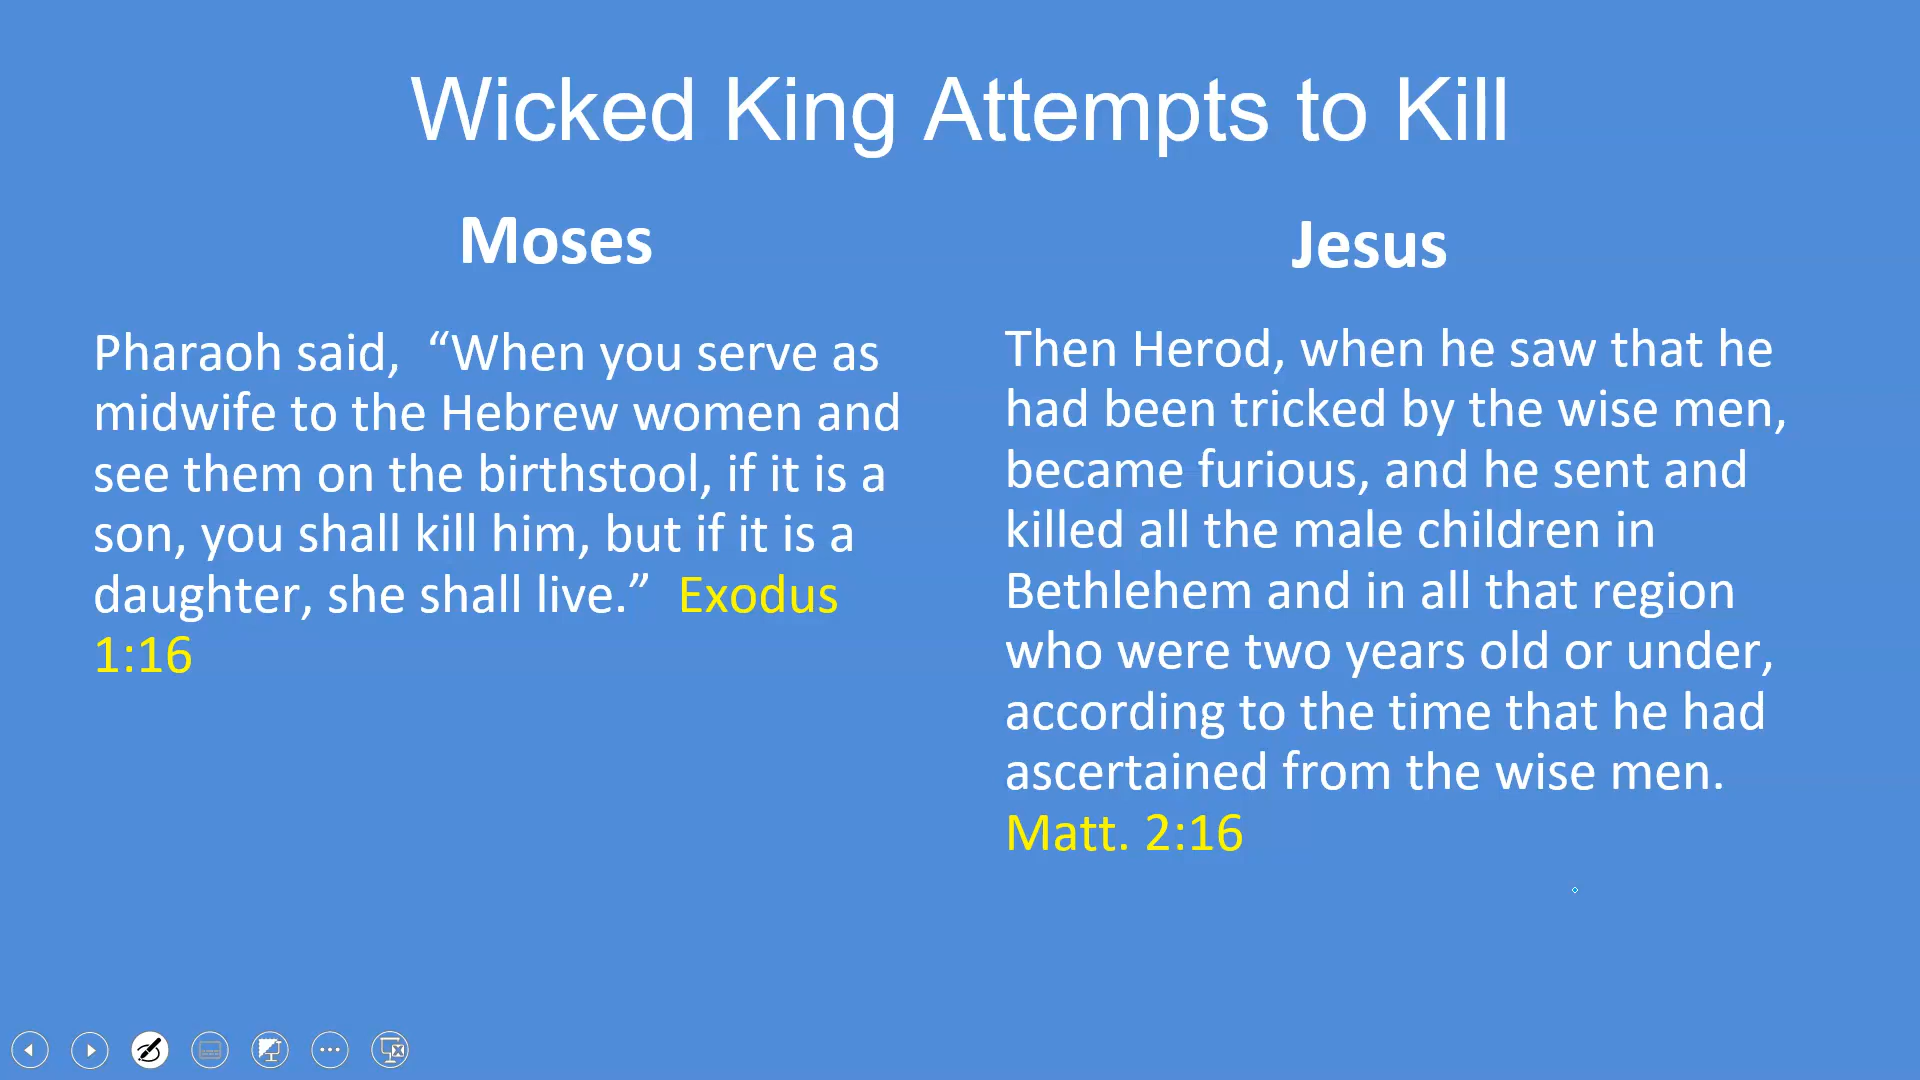 Wicked King Attempts to Kill
Moses
Pharaoh said,  “When you serve as
midwife to the Hebrew women and
see them on the birthstool, if it is a
son, you shall kill him, but if it is a
daughter, she shall live.”  Exodus
1:16
Jesus
Then Herod, when he saw that he
had been tricked by the wise men,
became furious, and he sent and
killed all the male children in
Bethlehem and in all that region
who were two years old or under,
according to the time that he had
ascertained from the wise men.
Matt. 2:16